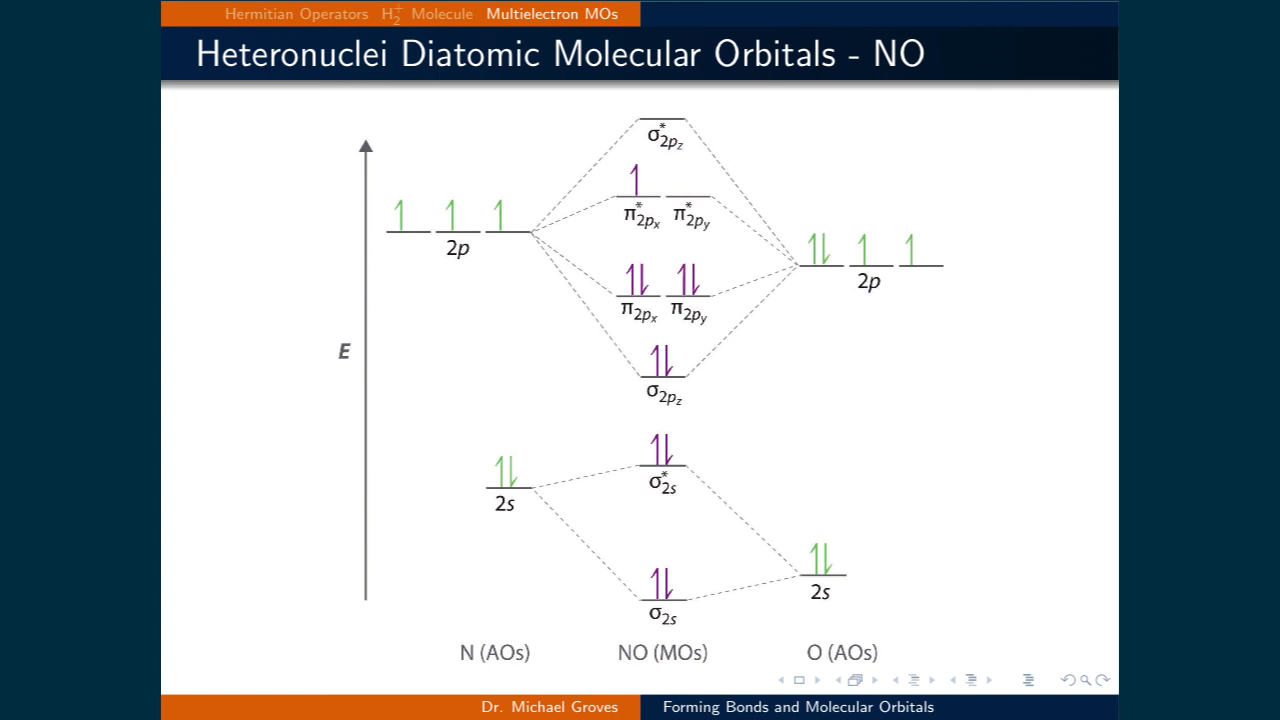 Hermitian Operators H₂⁺ Molecule Multielectron MOs
Heteronuclei Diatomic Molecular Orbitals - NO
σ*2pz
π*2px π*2py
2p
2p
π2px π2py
E
σ2pz
σ*2s
2s
2s
σ2s
N (AOs) NO (MOs) O (AOs)
Dr. Michael Groves Forming Bonds and Molecular Orbitals